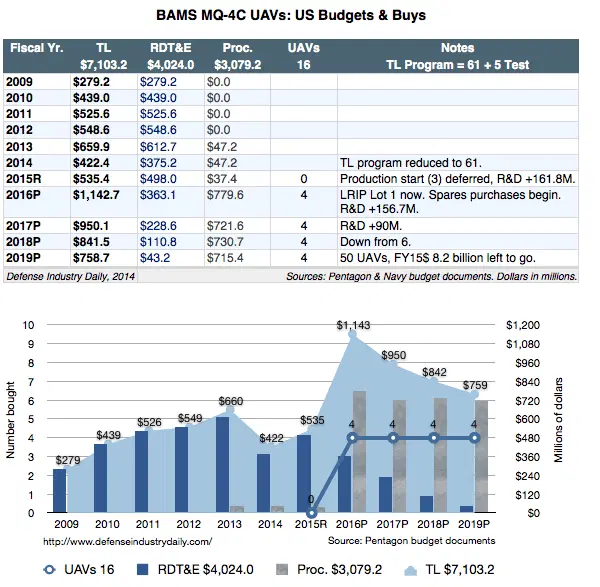 BAMS MQ-4C UAVs: US Budgets & Buys
Fiscal Yr. TL RDT&E Proc. UAVs Notes
$7,103.2 $4,024.0 $3,079.2 16 TL Program = 61 + 5 Test
2009 $279.2 $279.2 $0.0
2010 $439.0 $439.0 $0.0
2011 $525.6 $525.6 $0.0
2012 $548.6 $548.6 $0.0
2013 $659.9 $612.7 $47.2
2014 $422.4 $375.2 $47.2 TL program reduced to 61.
2015R $535.4 $498.0 $37.4 0 Production start (3) deferred, R&D +161.8M.
2016P $1,142.7 $363.1 $779.6 4 LRIP Lot 1 now. Spares purchases begin.
R&D +156.7M.
2017P $950.1 $228.6 $721.6 4 R&D +90M.
2018P $841.5 $110.8 $730.7 4 Down from 6.
2019P $758.7 $43.2 $715.4 4 50 UAVs, FY15$ 8.2 billion left to go.
Defense Industry Daily, 2014 Sources: Pentagon & Navy budget documents. Dollars in millions.
10 $1,143 $1,200
9 $1,080
8 $950 $960
7 $842 $840
6 $660 $759 $720
5 $526 $549 $535 $600
4 $439 $422 4 4 4 4 $480
3 $279 $360
2 $240
1 0 $120
0 $0
Number bought
Millions of dollars
2009 2010 2011 2012 2013 2014 2015R 2016P 2017P 2018P 2019P
http://www.defenseindustrydaily.com/ Source: Pentagon budget documents
UAVs 16 RDT&E $4,024.0 Proc. $3,079.2 TL $7,103.2